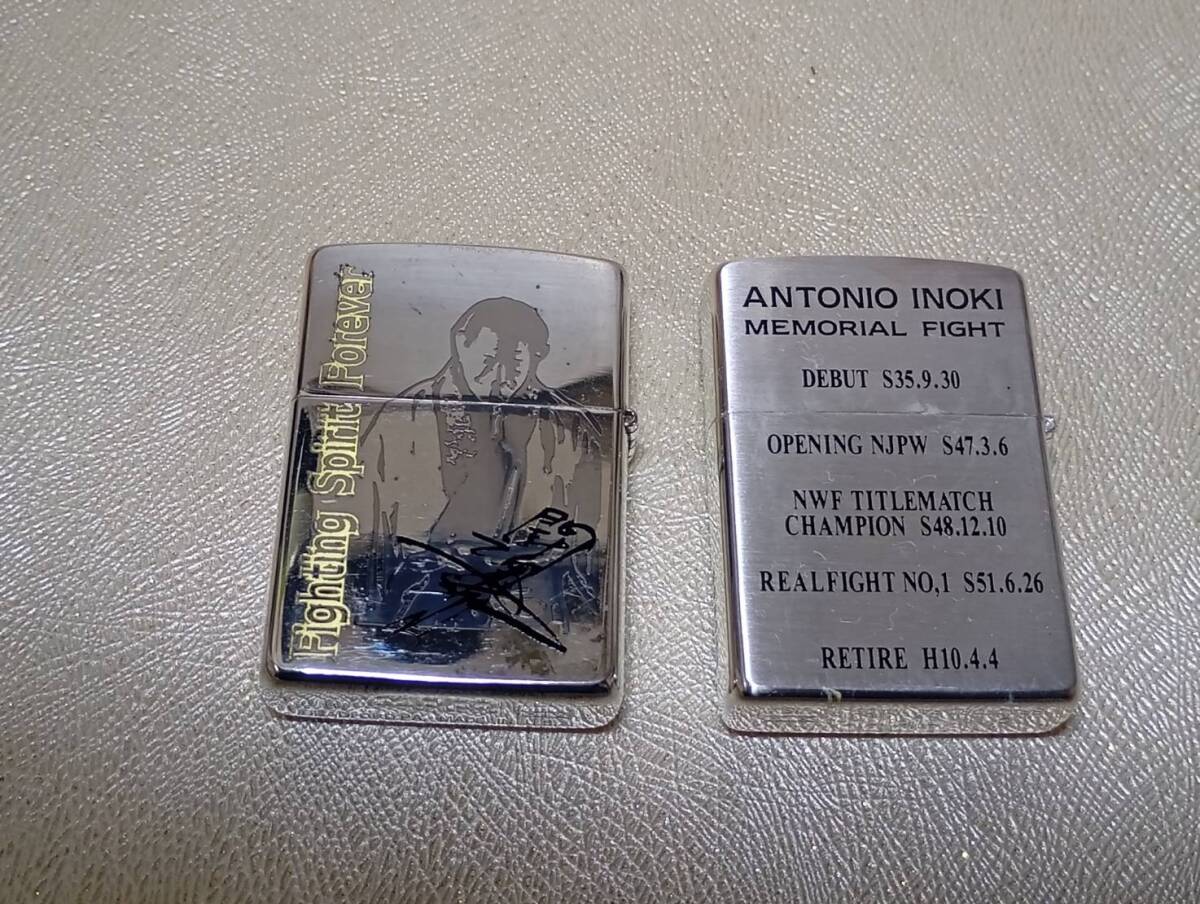 Fighting Spirit Forever
ANTONIO INOKI
MEMORIAL FIGHT
DEBUT S35.9.30
OPENING NJPW S47.3.6
NWF TITLEMATCH
CHAMPION S48.12.10
REALFIGHT NO,1 S51.6.26
RETIRE H10.4.4